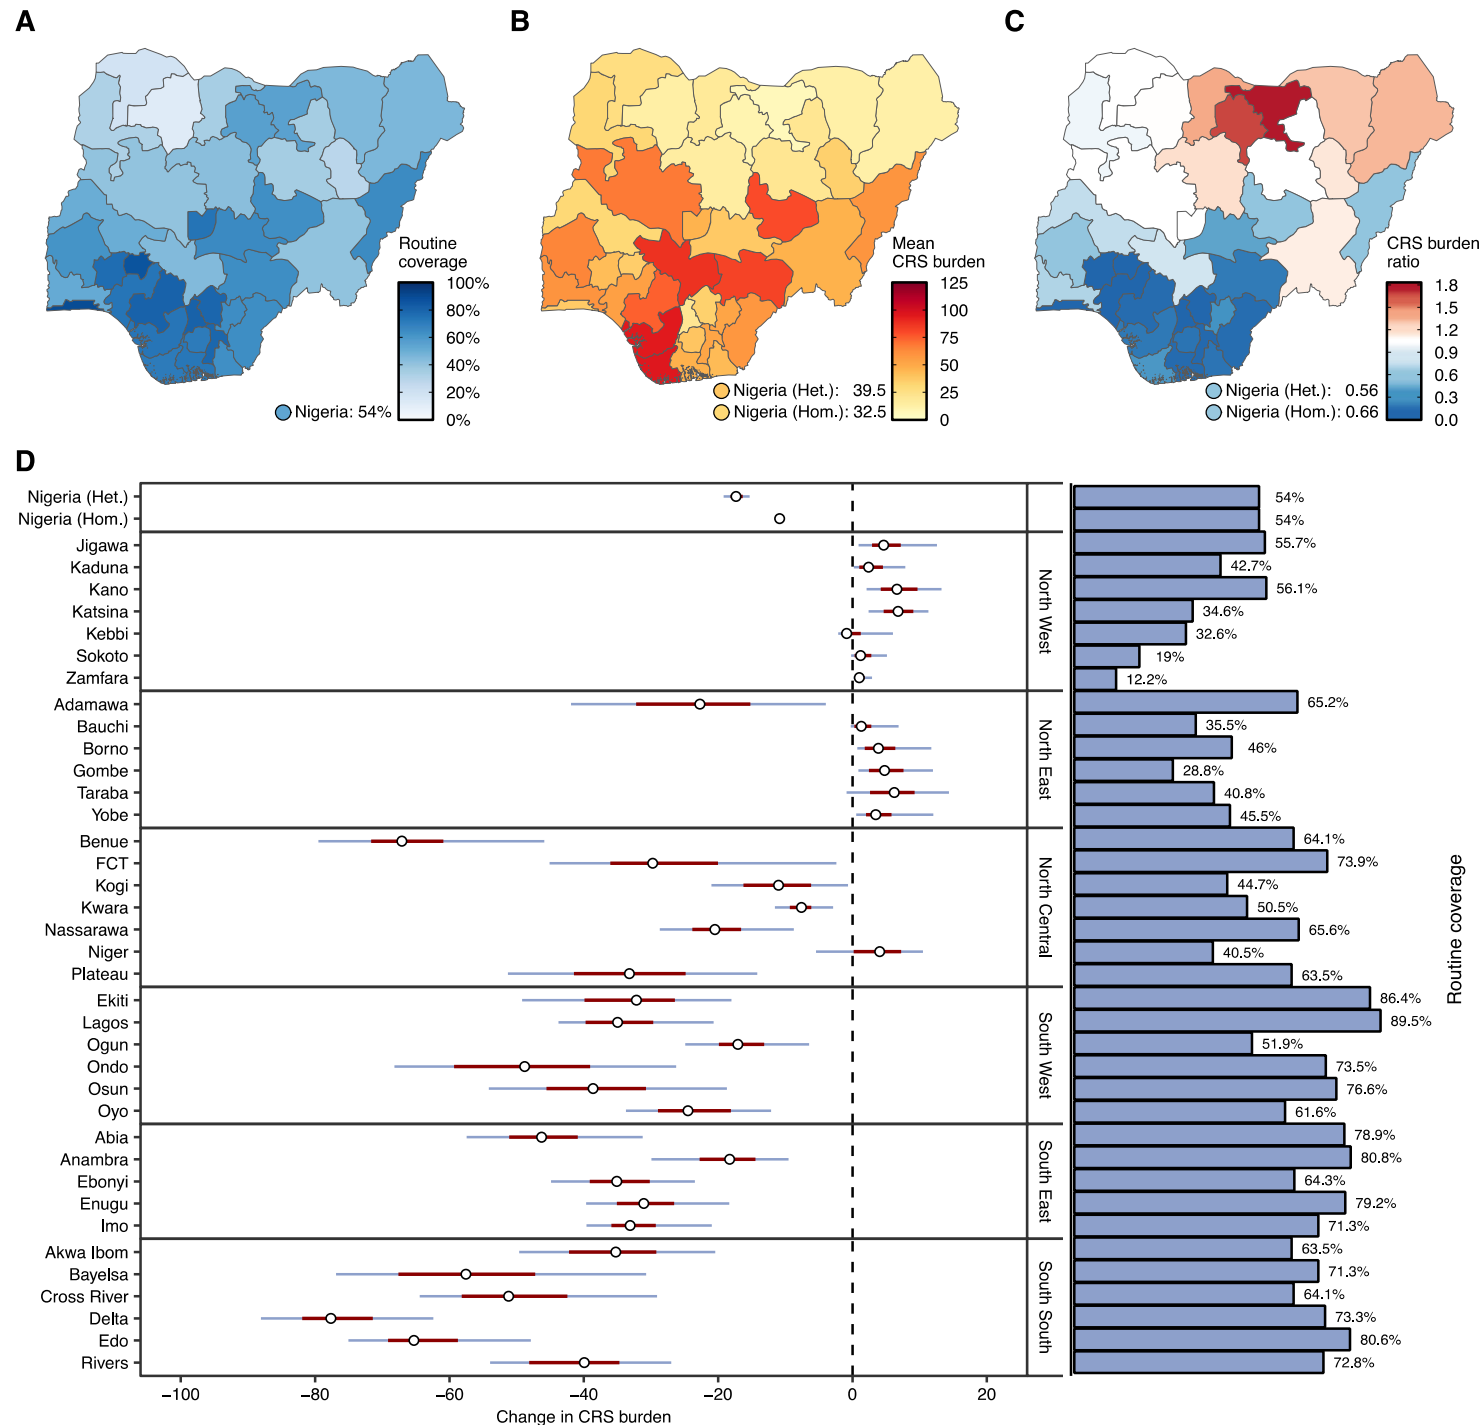 A
B
C
Routine
coverage
100%
80%
60%
40%
20%
0%
Nigeria: 54%
Mean
CRS burden
125
100
75
50
25
0
Nigeria (Het.): 39.5
Nigeria (Hom.): 32.5
CRS burden
ratio
1.8
1.5
1.2
0.9
0.6
0.3
0.0
Nigeria (Het.): 0.56
Nigeria (Hom.): 0.66
D
Nigeria (Het.) 54%
Nigeria (Hom.) 54%
North West
Jigawa 55.7%
Kaduna 42.7%
Kano 56.1%
Katsina 34.6%
Kebbi 32.6%
Sokoto 19%
Zamfara 12.2%
North East
Adamawa 65.2%
Bauchi 35.5%
Borno 46%
Gombe 28.8%
Taraba 40.8%
Yobe 45.5%
North Central
Benue 64.1%
FCT 73.9%
Kogi 44.7%
Kwara 50.5%
Nassarawa 65.6%
Niger 40.5%
Plateau 63.5%
South West
Ekiti 86.4%
Lagos 89.5%
Ogun 51.9%
Ondo 73.5%
Osun 76.6%
Oyo 61.6%
South East
Abia 78.9%
Anambra 80.8%
Ebonyi 64.3%
Enugu 79.2%
Imo 71.3%
South South
Akwa Ibom 63.5%
Bayelsa 71.3%
Cross River 64.1%
Delta 73.3%
Edo 80.6%
Rivers 72.8%
Routine coverage
−100 −80 −60 −40 −20 0 20
Change in CRS burden